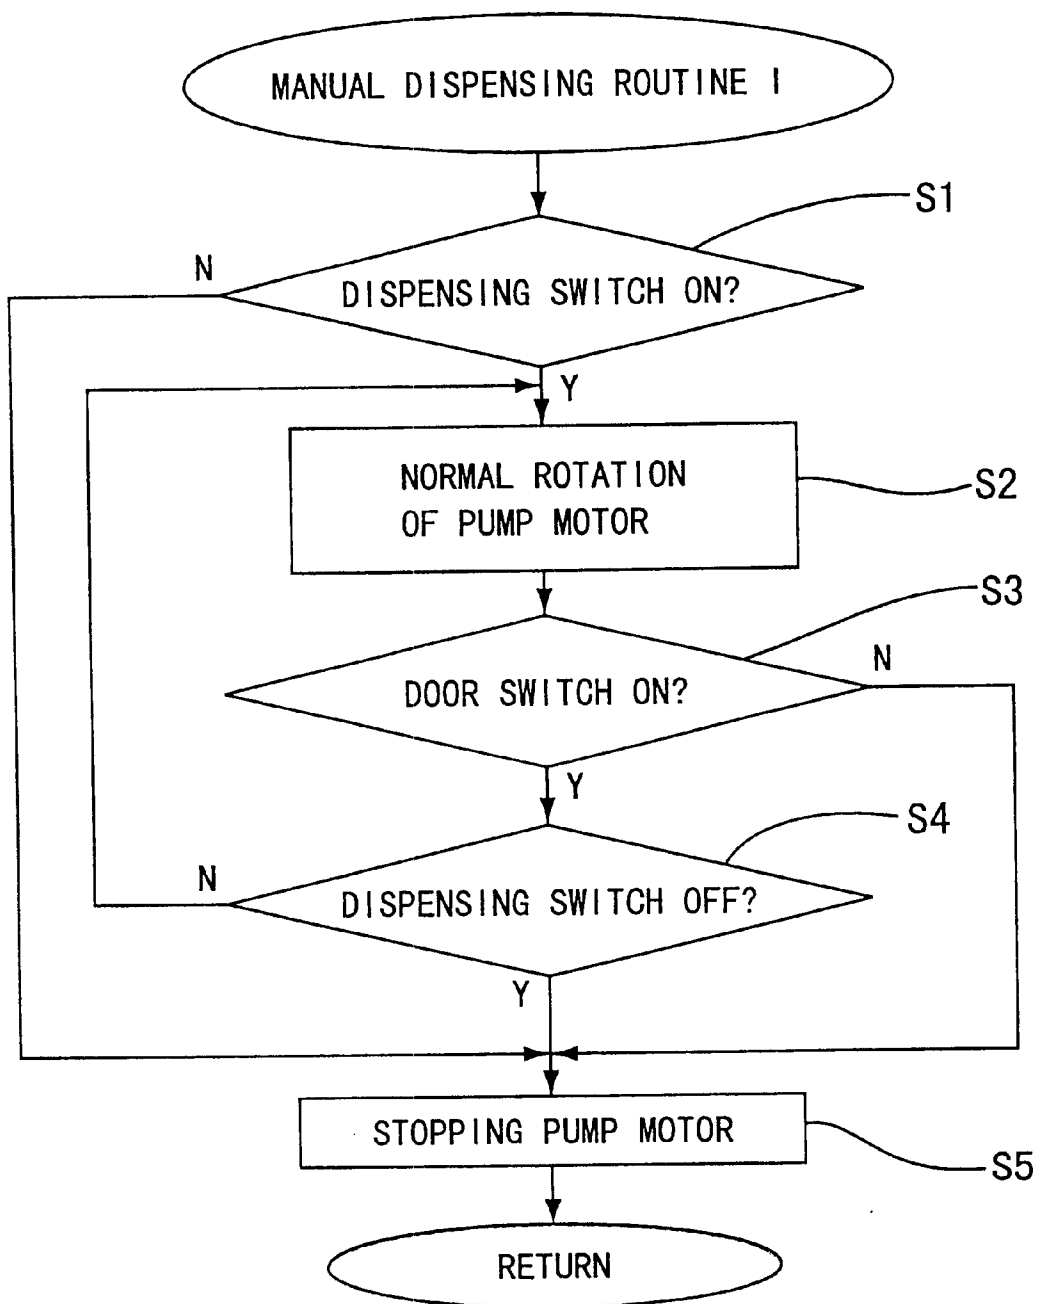 MANUAL DISPENSING ROUTINE I
S1
N
DISPENSING SWITCH ON?
Y
NORMAL ROTATION
OF PUMP MOTOR
S2
S3
N
DOOR SWITCH ON?
Y
S4
N
DISPENSING SWITCH OFF?
Y
STOPPING PUMP MOTOR
S5
RETURN